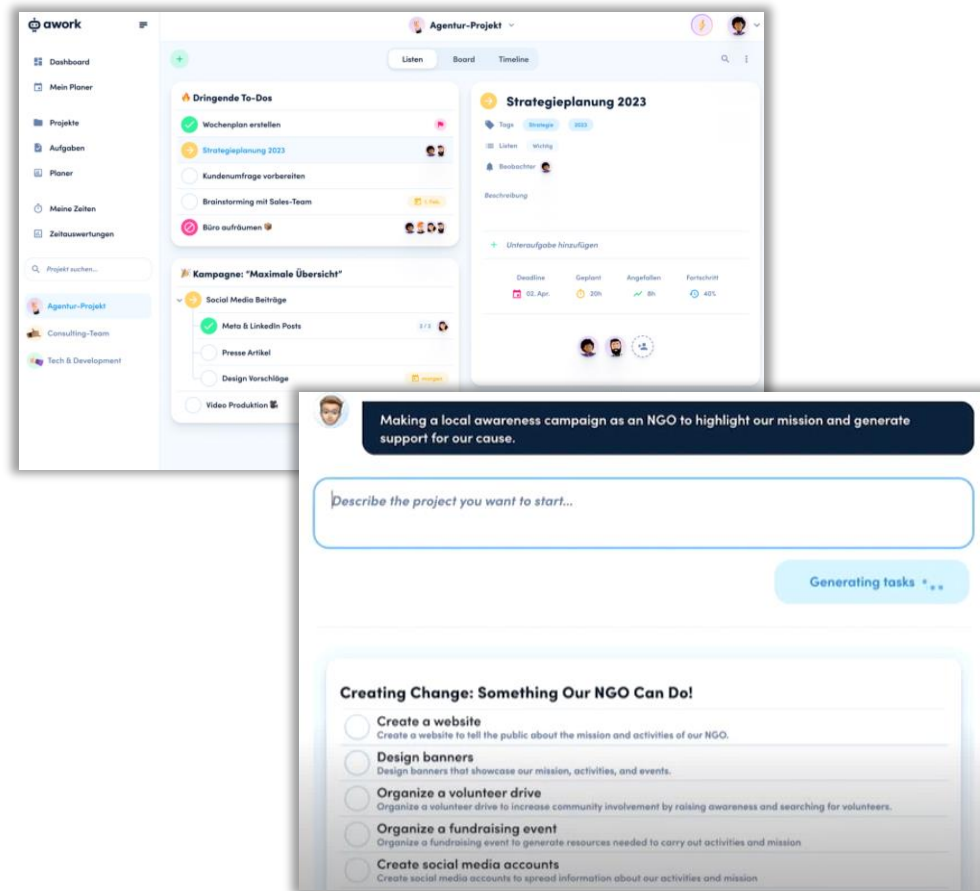 awork
Agentur-Projekt
Dashboard
Mein Planer
Projekte
Aufgaben
Planer
Meine Zeiten
Zeitauswertungen
Projekt suchen...
Agentur-Projekt
Consulting-Team
Tech & Development
Listen Board Timeline
Dringende To-Dos
Wochenplan erstellen
Strategieplanung 2023
Kundenumfrage vorbereiten
Brainstorming mit Sales-Team
Büro aufräumen
Kampagne: "Maximale Übersicht"
Social Media Beiträge
Meta & LinkedIn Posts
Presse Artikel
Design Vorschläge morgen
Video Produktion
Strategieplanung 2023
Tags Strategie 2023
Listen Wichtig
Beobachter
Beschreibung
+ Unteraufgabe hinzufügen
Deadline Geplant Angefallen Fortschritt
02. Apr. 20h 8h 40%
Making a local awareness campaign as an NGO to highlight our mission and generate
support for our cause.
Describe the project you want to start...
Generating tasks
Creating Change: Something Our NGO Can Do!
Create a website
Create a website to tell the public about the mission and activities of our NGO.
Design banners
Design banners that showcase our mission, activities, and events.
Organize a volunteer drive
Organize a volunteer drive to increase community involvement by raising awareness and searching for volunteers.
Organize a fundraising event
Organize a fundraising event to generate resources needed to carry out activities and mission
Create social media accounts
Create social media accounts to spread information about our activities and mission